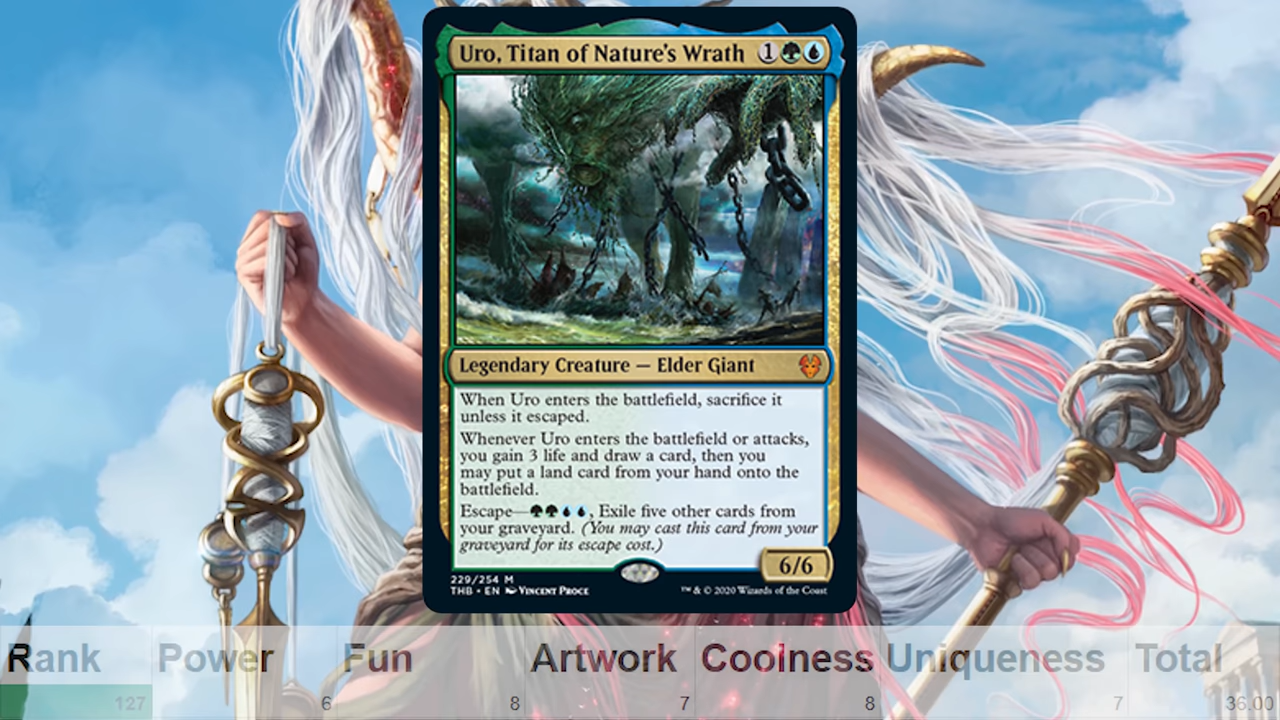 Uro, Titan of Nature's Wrath 1
Legendary Creature — Elder Giant
When Uro enters the battlefield, sacrifice it
unless it escaped.
Whenever Uro enters the battlefield or attacks,
you gain 3 life and draw a card, then you
may put a land card from your hand onto the
battlefield.
Escape—, Exile five other cards from
your graveyard. (You may cast this card from your
graveyard for its escape cost.)
6/6
229/254 M
THB • EN Vincent Proce
™ & © 2020 Wizards of the Coast
Rank Power Fun Artwork Coolness Uniqueness Total
127 6 8 7 8 7 36.00